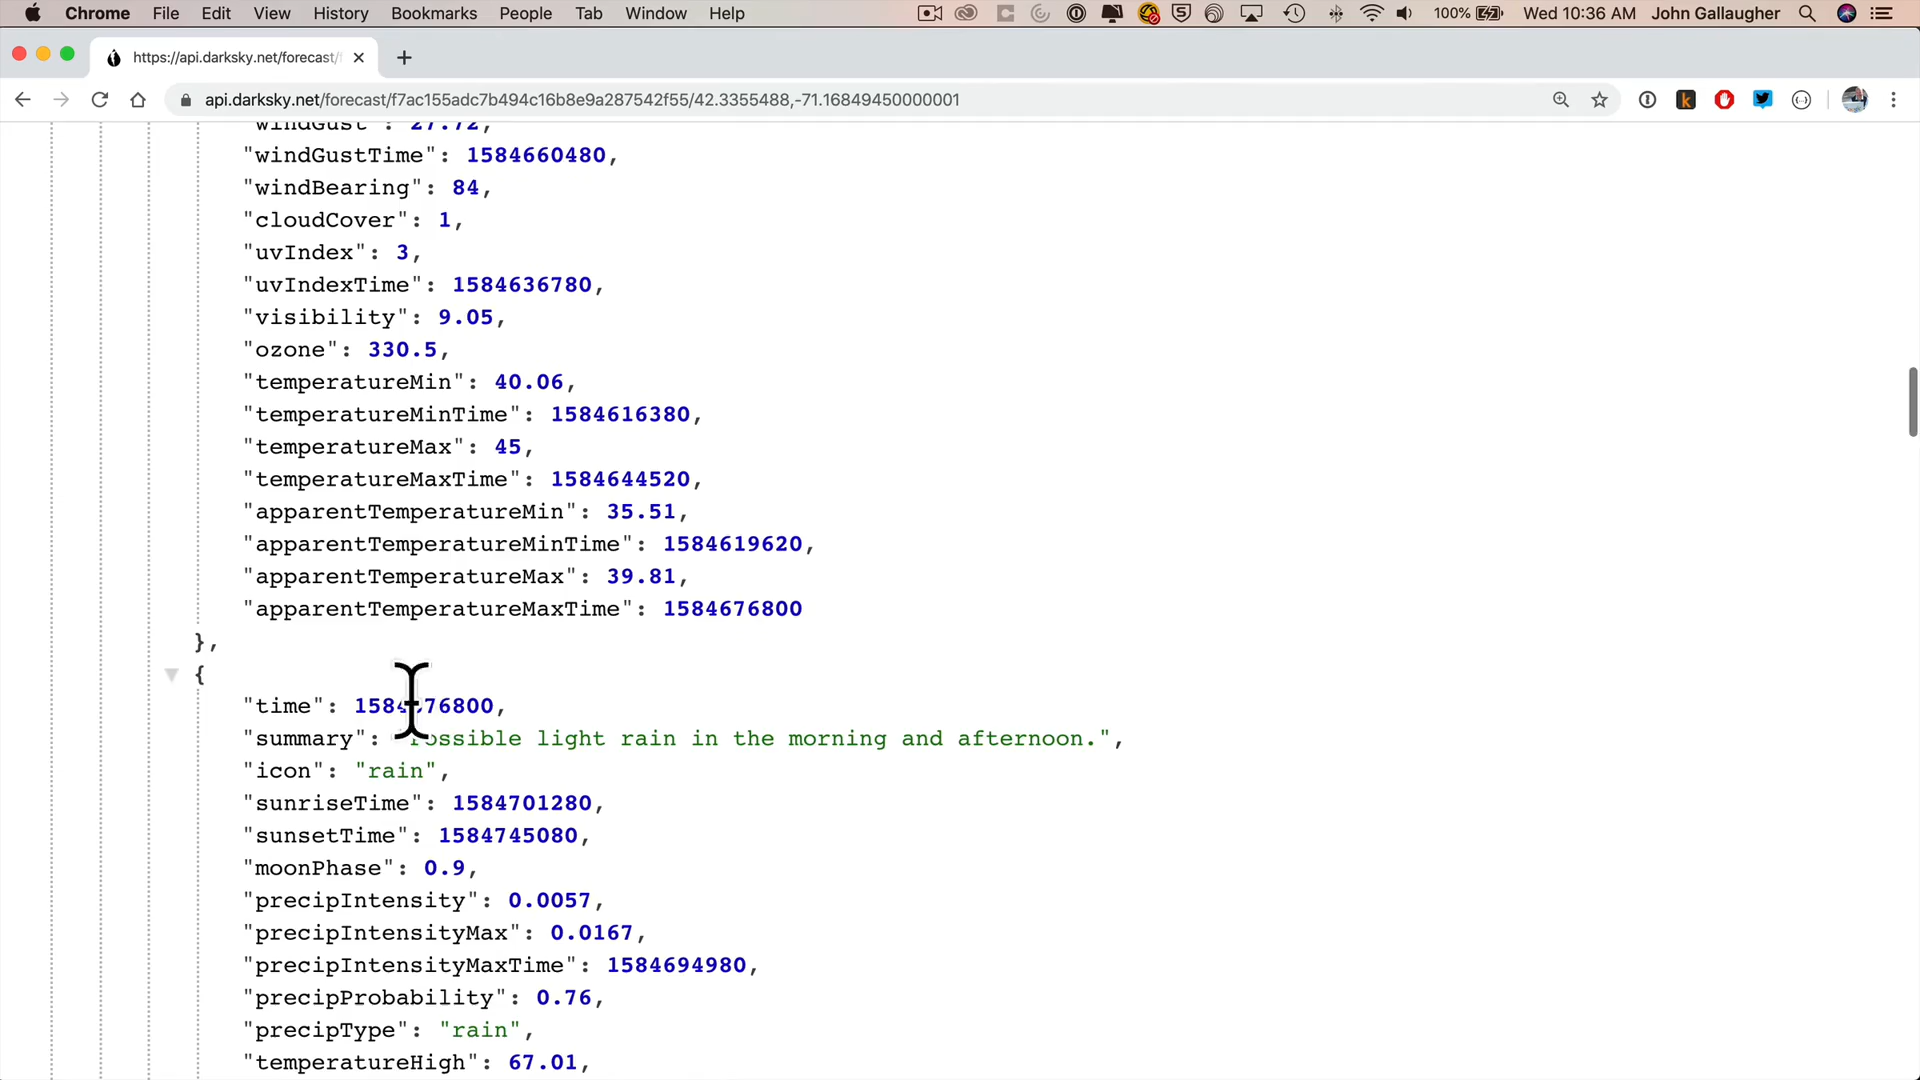 Chrome File Edit View History Bookmarks People Tab Window Help 100% Wed 10:36 AM John Gallaugher
https://api.darksky.net/forecast/
api.darksky.net/forecast/f7ac155adc7b494c16b8e9a287542f55/42.3355488,-71.16849450000001
"windGust": 27.72,
"windGustTime": 1584660480,
"windBearing": 84,
"cloudCover": 1,
"uvIndex": 3,
"uvIndexTime": 1584636780,
"visibility": 9.05,
"ozone": 330.5,
"temperatureMin": 40.06,
"temperatureMinTime": 1584616380,
"temperatureMax": 45,
"temperatureMaxTime": 1584644520,
"apparentTemperatureMin": 35.51,
"apparentTemperatureMinTime": 1584619620,
"apparentTemperatureMax": 39.81,
"apparentTemperatureMaxTime": 1584676800
},
{
"time": 1584676800,
"summary": "Possible light rain in the morning and afternoon.",
"icon": "rain",
"sunriseTime": 1584701280,
"sunsetTime": 1584745080,
"moonPhase": 0.9,
"precipIntensity": 0.0057,
"precipIntensityMax": 0.0167,
"precipIntensityMaxTime": 1584694980,
"precipProbability": 0.76,
"precipType": "rain",
"temperatureHigh": 67.01,